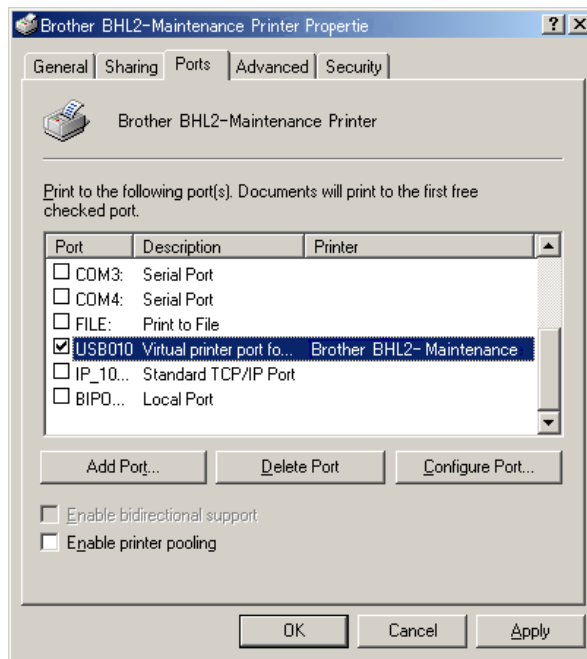 Brother BHL2-Maintenance Printer Propertie
General Sharing Ports Advanced Security
Brother BHL2-Maintenance Printer
Print to the following port(s). Documents will print to the first free
checked port.
Port Description Printer
COM3: Serial Port
COM4: Serial Port
FILE: Print to File
USB010 Virtual printer port fo... Brother BHL2- Maintenance
IP_10... Standard TCP/IP Port
BIPO... Local Port
Add Port... Delete Port Configure Port...
Enable bidirectional support
Enable printer pooling
OK Cancel Apply